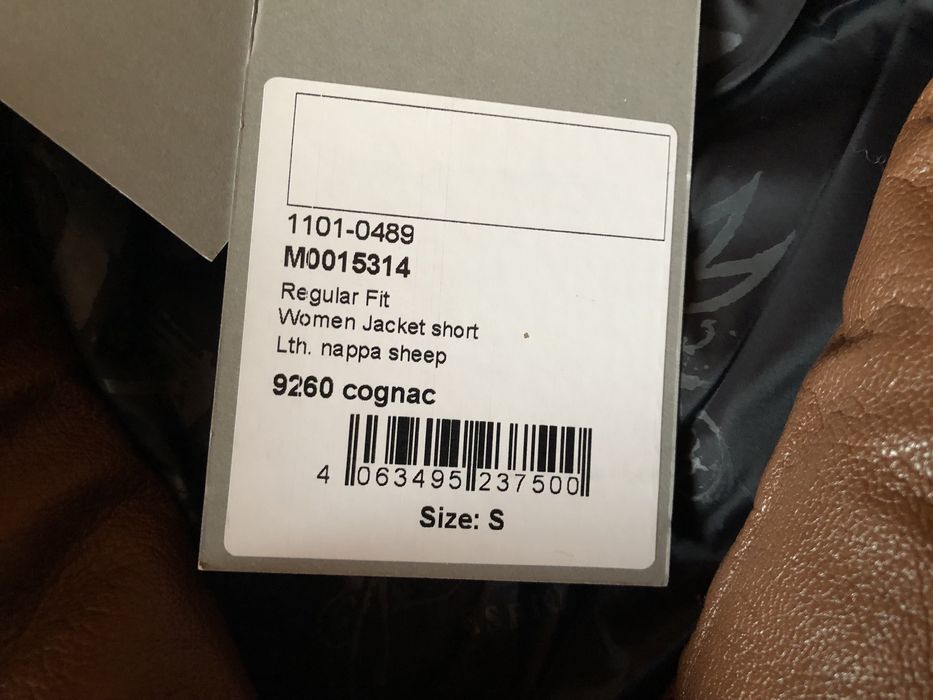 1101-0489
M0015314
Regular Fit
Women Jacket short
Lth. nappa sheep
9260 cognac
4 063495 237500
Size: S